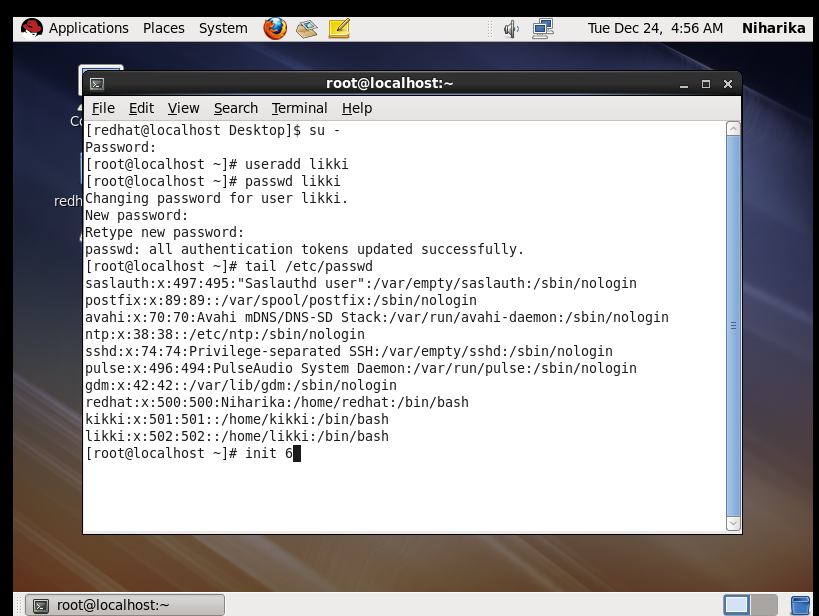 Applications Places System Tue Dec 24, 4:56 AM Niharika
root@localhost:~
File Edit View Search Terminal Help
[redhat@localhost Desktop]$ su -
Password:
[root@localhost ~]# useradd likki
[root@localhost ~]# passwd likki
Changing password for user likki.
New password:
Retype new password:
passwd: all authentication tokens updated successfully.
[root@localhost ~]# tail /etc/passwd
saslauth:x:497:495:"Saslauthd user":/var/empty/saslauth:/sbin/nologin
postfix:x:89:89::/var/spool/postfix:/sbin/nologin
avahi:x:70:70:Avahi mDNS/DNS-SD Stack:/var/run/avahi-daemon:/sbin/nologin
ntp:x:38:38::/etc/ntp:/sbin/nologin
sshd:x:74:74:Privilege-separated SSH:/var/empty/sshd:/sbin/nologin
pulse:x:496:494:PulseAudio System Daemon:/var/run/pulse:/sbin/nologin
gdm:x:42:42::/var/lib/gdm:/sbin/nologin
redhat:x:500:500:Niharika:/home/redhat:/bin/bash
kikki:x:501:501::/home/kikki:/bin/bash
likki:x:502:502::/home/likki:/bin/bash
[root@localhost ~]# init 6
root@localhost:~